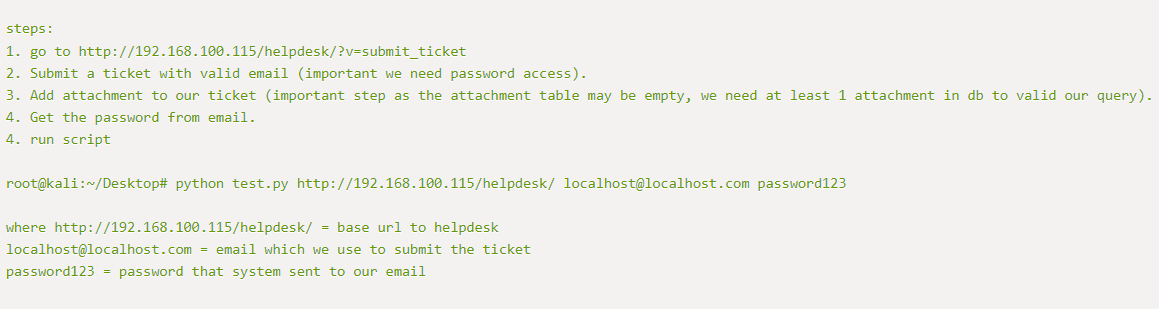 steps:
1. go to http://192.168.100.115/helpdesk/?v=submit_ticket
2. Submit a ticket with valid email (important we need password access).
3. Add attachment to our ticket (important step as the attachment table may be empty, we need at least 1 attachment in db to valid our query).
4. Get the password from email.
4. run script
root@kali:~/Desktop# python test.py http://192.168.100.115/helpdesk/ localhost@localhost.com password123
where http://192.168.100.115/helpdesk/ = base url to helpdesk
localhost@localhost.com = email which we use to submit the ticket
password123 = password that system sent to our email